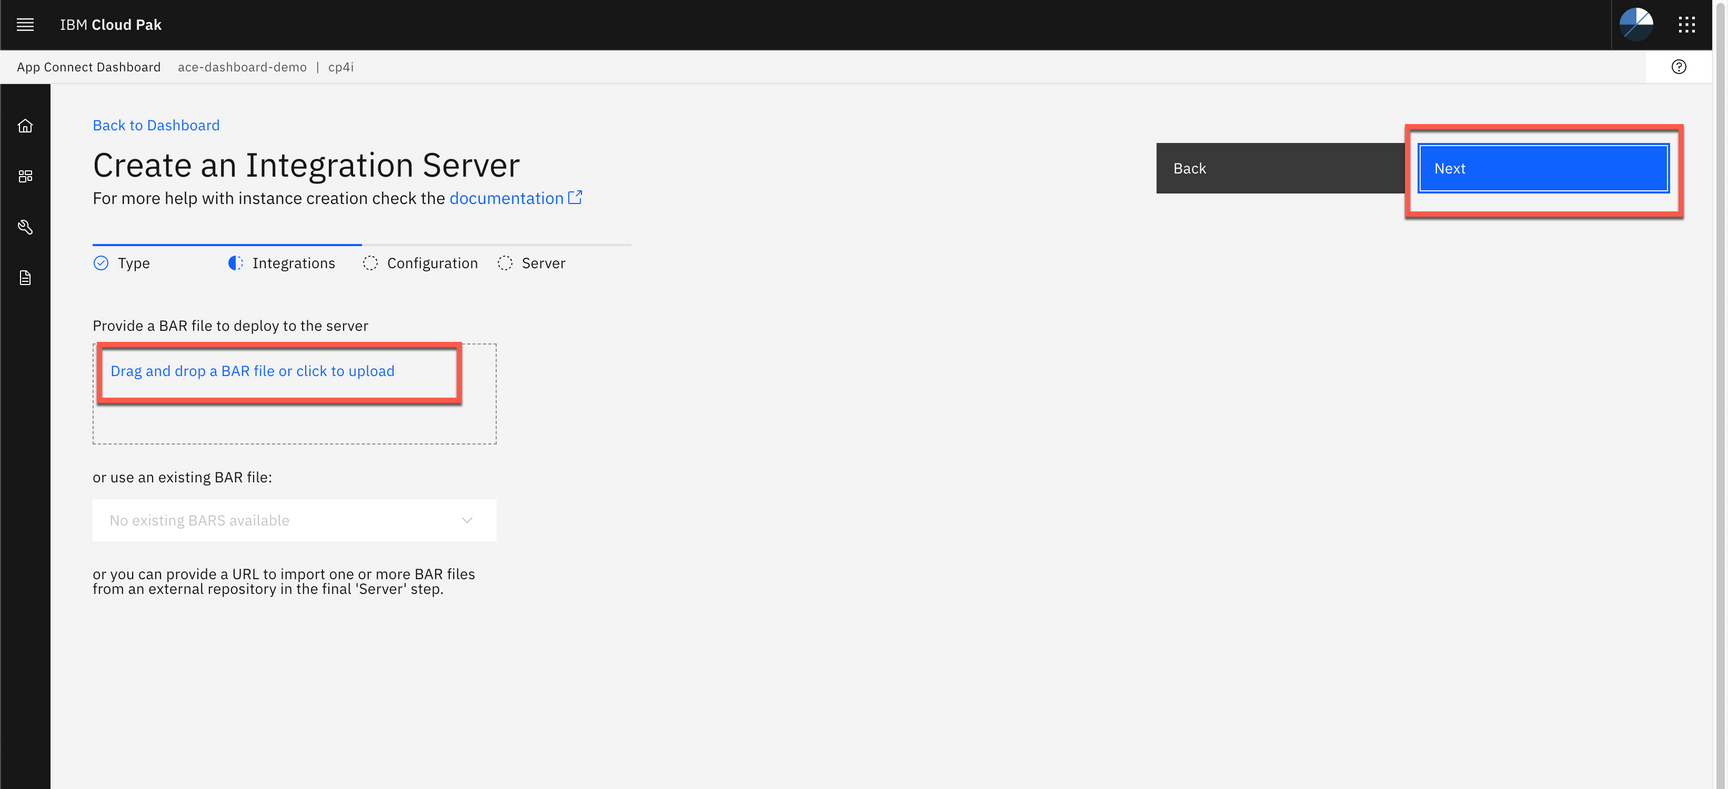 IBM Cloud Pak
App Connect Dashboard ace-dashboard-demo | cp4i
Back to Dashboard
Create an Integration Server
For more help with instance creation check the documentation
Back
Next
Type
Integrations
Configuration
Server
Provide a BAR file to deploy to the server
Drag and drop a BAR file or click to upload
or use an existing BAR file:
No existing BARS available
or you can provide a URL to import one or more BAR files
from an external repository in the final 'Server' step.